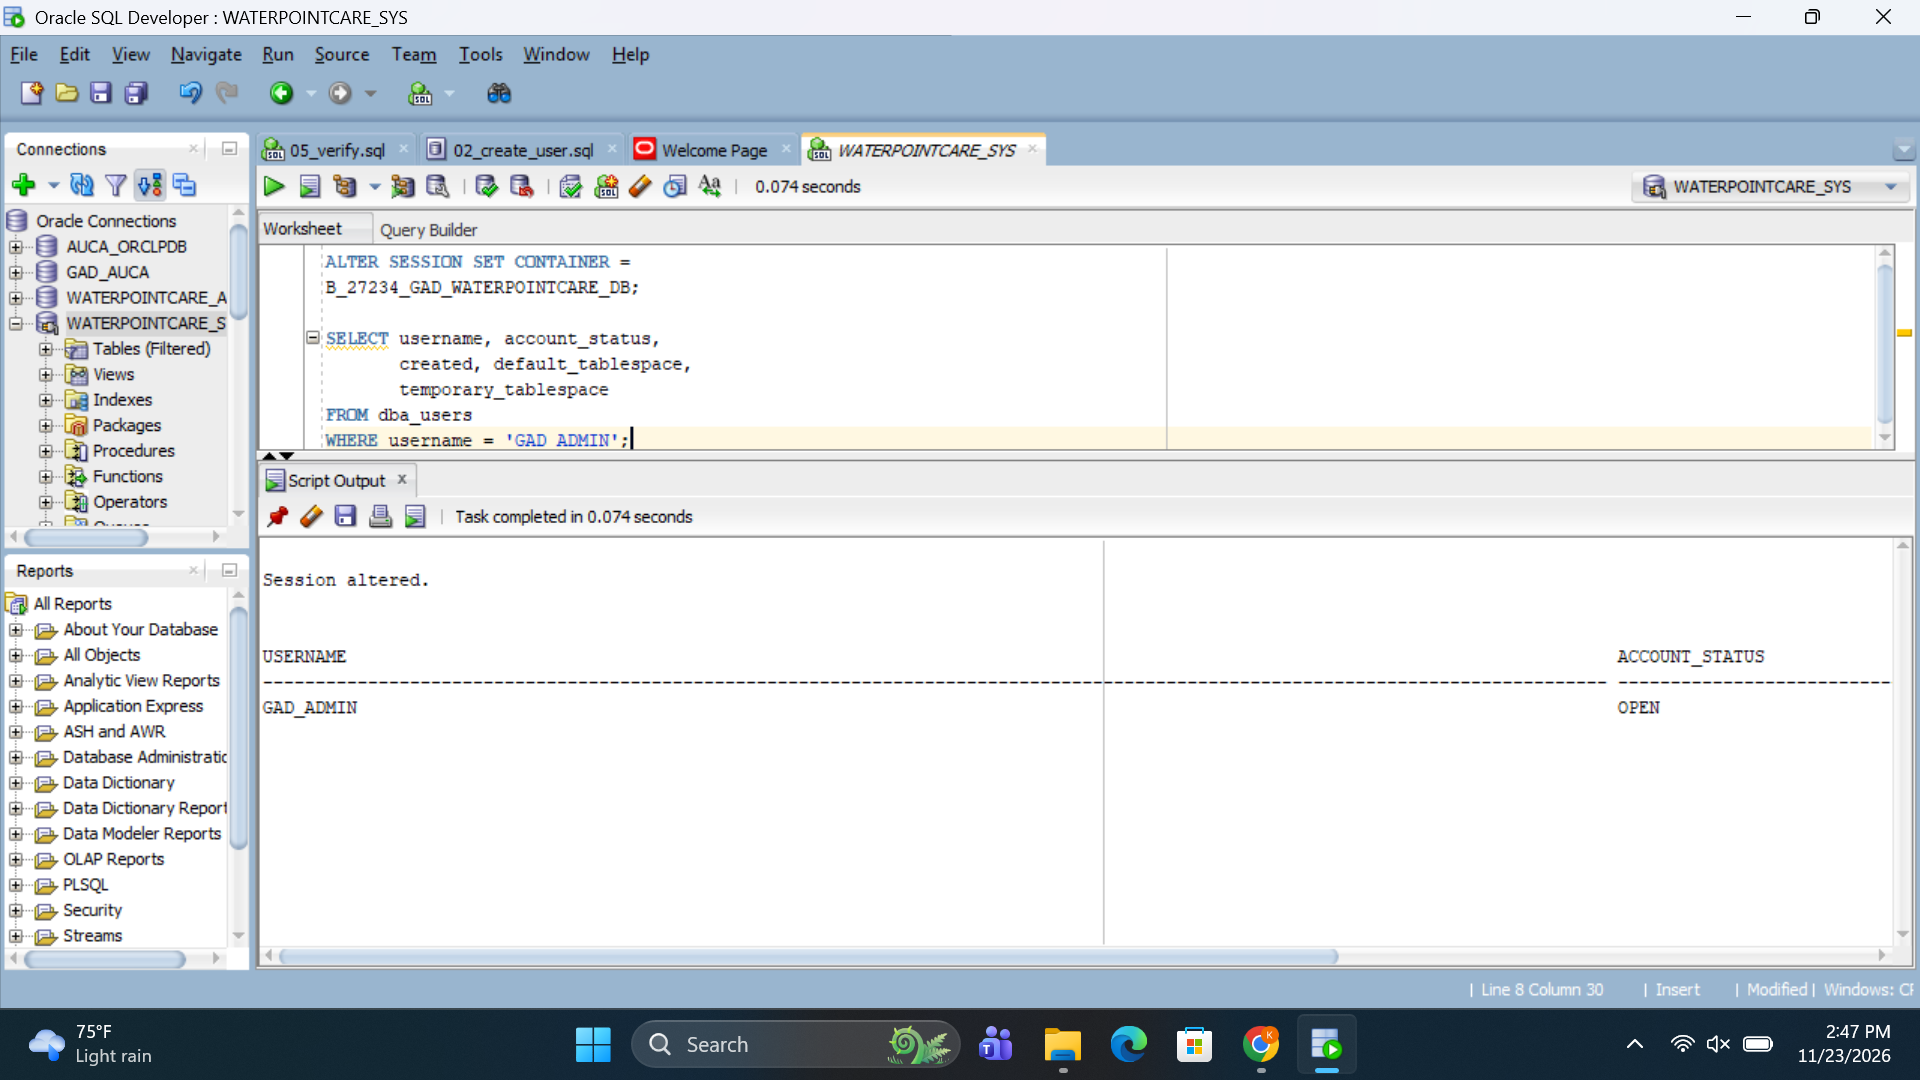 Oracle SQL Developer : WATERPOINTCARE_SYS
File Edit View Navigate Run Source Team Tools Window Help
Connections
Oracle Connections
AUCA_ORCLPDB
GAD_AUCA
WATERPOINTCARE_A
WATERPOINTCARE_S
Tables (Filtered)
Views
Indexes
Packages
Procedures
Functions
Operators
Reports
All Reports
About Your Database
All Objects
Analytic View Reports
Application Express
ASH and AWR
Database Administratic
Data Dictionary
Data Dictionary Report
Data Modeler Reports
OLAP Reports
PLSQL
Security
Streams
05_verify.sql 02_create_user.sql Welcome Page WATERPOINTCARE_SYS
0.074 seconds WATERPOINTCARE_SYS
Worksheet Query Builder
ALTER SESSION SET CONTAINER =
B_27234_GAD_WATERPOINTCARE_DB;
SELECT username, account_status,
created, default_tablespace,
temporary_tablespace
FROM dba_users
WHERE username = 'GAD_ADMIN';
Script Output
Task completed in 0.074 seconds
Session altered.
USERNAME ACCOUNT_STATUS
GAD_ADMIN OPEN
Line 8 Column 30 | Insert | Modified | Windows: CF
75°F
Light rain
Search
2:47 PM
11/23/2026